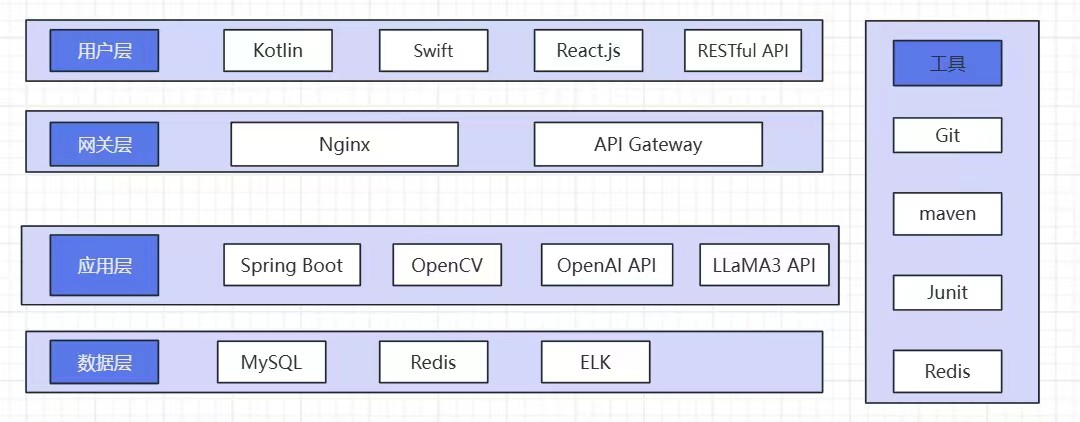 用户层
Kotlin
Swift
React.js
RESTful API
网关层
Nginx
API Gateway
应用层
Spring Boot
OpenCV
OpenAI API
LLaMA3 API
数据层
MySQL
Redis
ELK
工具
Git
maven
Junit
Redis